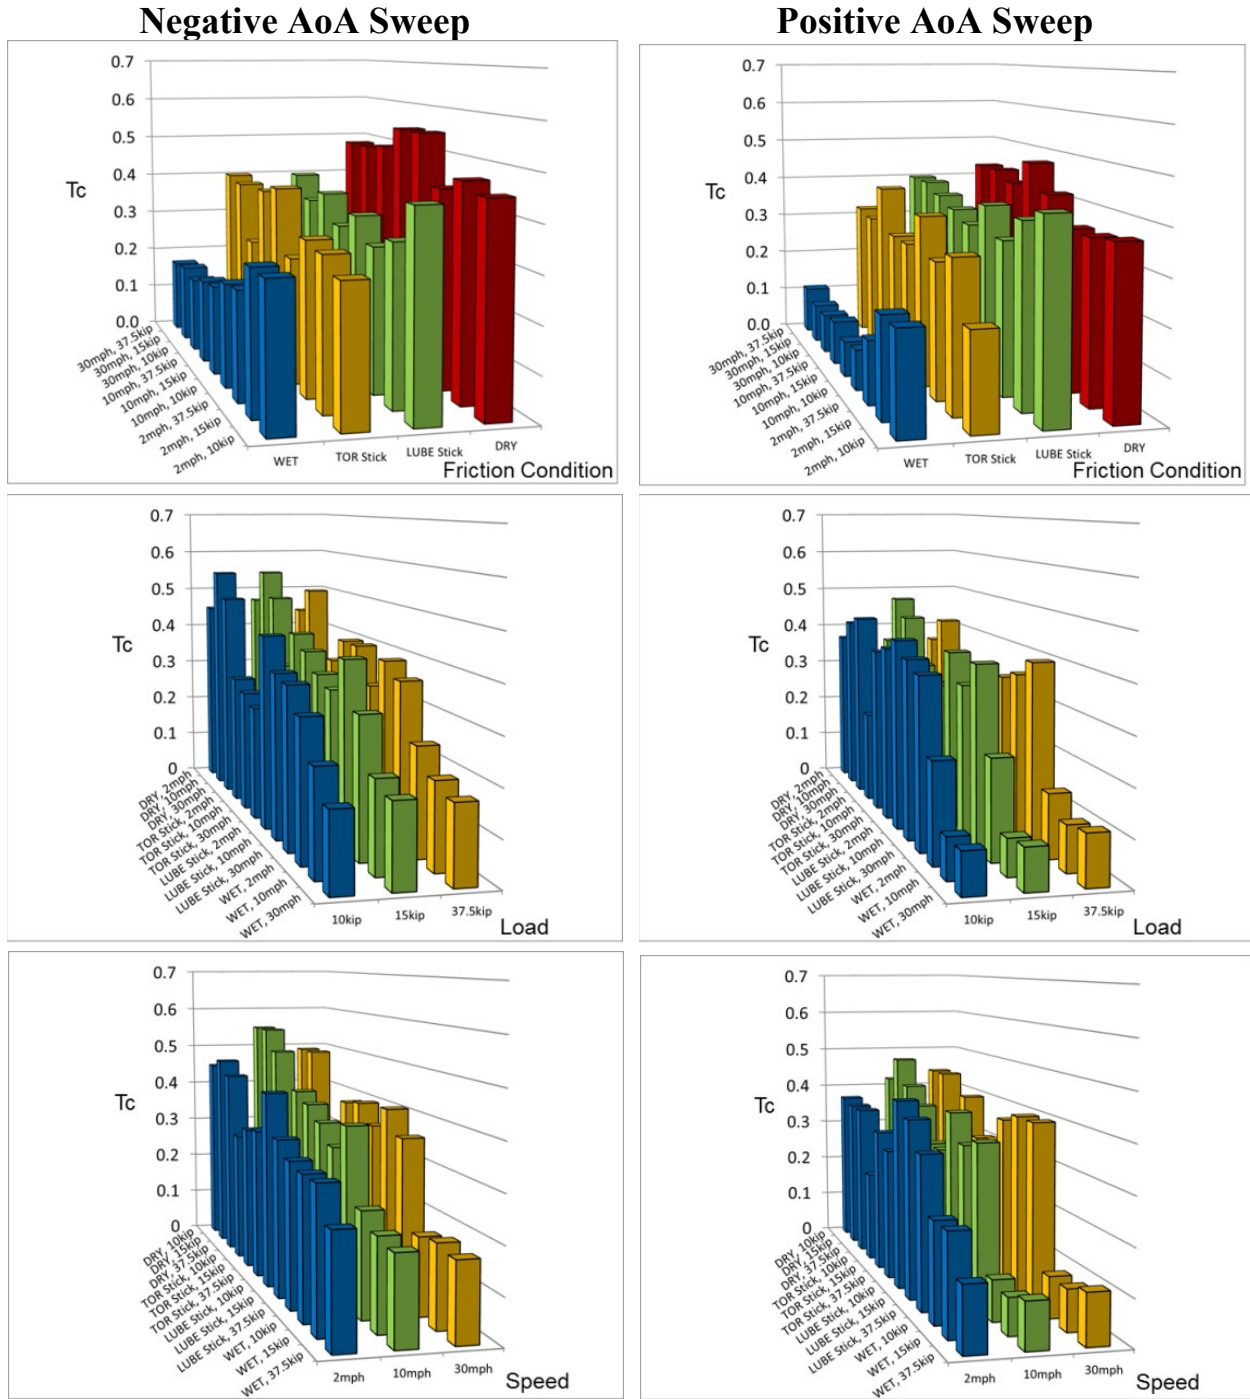 Negative AoA Sweep
0.7
0.6
0.5
0.4
0.3
0.2
0.1
0.0
Tc
30mph, 37.5kip
30mph, 15kip
30mph, 10kip
10mph, 37.5kip
10mph, 15kip
10mph, 10kip
2mph, 37.5kip
2mph, 15kip
2mph, 10kip
WET
TOR Stick
LUBE Stick
DRY
Friction Condition
Positive AoA Sweep
0.7
0.6
0.5
0.4
0.3
0.2
0.1
0.0
Tc
30mph, 37.5kip
30mph, 15kip
30mph, 10kip
10mph, 37.5kip
10mph, 15kip
10mph, 10kip
2mph, 37.5kip
2mph, 15kip
2mph, 10kip
WET
TOR Stick
LUBE Stick
DRY
Friction Condition
0.7
0.6
0.5
0.4
0.3
0.2
0.1
0
Tc
DRY, 2mph
DRY, 10mph
DRY, 30mph
TOR Stick, 2mph
TOR Stick, 10mph
TOR Stick, 30mph
LUBE Stick, 2mph
LUBE Stick, 10mph
LUBE Stick, 30mph
WET, 2mph
WET, 10mph
WET, 30mph
10kip
15kip
37.5kip
Load
0.7
0.6
0.5
0.4
0.3
0.2
0.1
0
Tc
DRY, 2mph
DRY, 10mph
DRY, 30mph
TOR Stick, 2mph
TOR Stick, 10mph
TOR Stick, 30mph
LUBE Stick, 2mph
LUBE Stick, 10mph
LUBE Stick, 30mph
WET, 2mph
WET, 10mph
WET, 30mph
10kip
15kip
37.5kip
Load
0.7
0.6
0.5
0.4
0.3
0.2
0.1
0
Tc
DRY, 10kip
DRY, 15kip
DRY, 37.5kip
TOR Stick, 10kip
TOR Stick, 15kip
TOR Stick, 37.5kip
LUBE Stick, 10kip
LUBE Stick, 15kip
LUBE Stick, 37.5kip
WET, 10kip
WET, 15kip
WET, 37.5kip
2mph
10mph
30mph
Speed
0.7
0.6
0.5
0.4
0.3
0.2
0.1
0
Tc
DRY, 10kip
DRY, 15kip
DRY, 37.5kip
TOR Stick, 10kip
TOR Stick, 15kip
TOR Stick, 37.5kip
LUBE Stick, 10kip
LUBE Stick, 15kip
LUBE Stick, 37.5kip
WET, 10kip
WET, 15kip
WET, 37.5kip
2mph
10mph
30mph
Speed